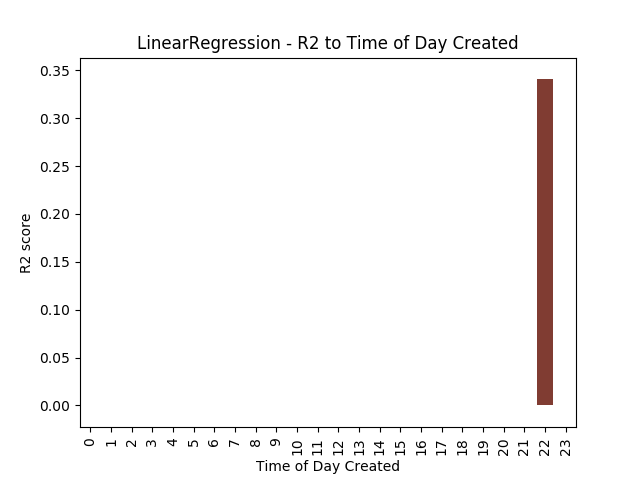 LinearRegression - R2 to Time of Day Created
0.35
0.30
0.25
0.20
0.15
0.10
0.05
0.00
R2 score
0 1 2 3 4 5 6 7 8 9 10 11 12 13 14 15 16 17 18 19 20 21 22 23
Time of Day Created